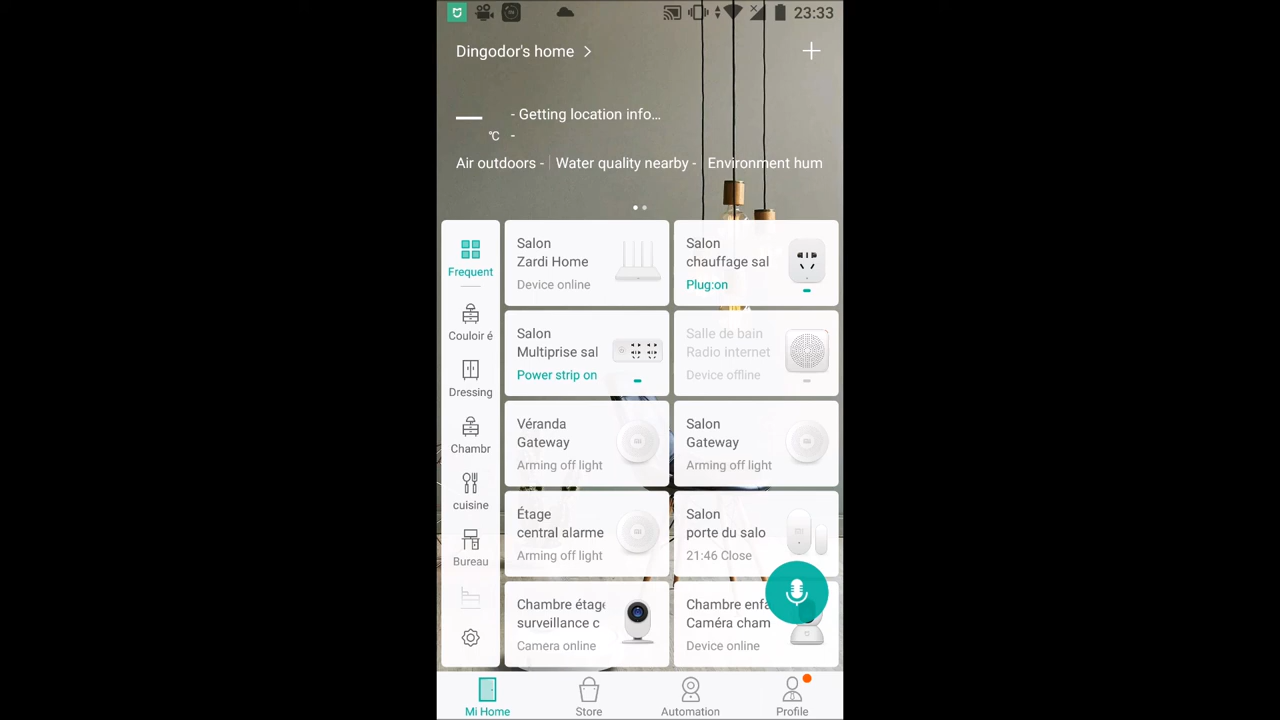 23:33
Dingodor's home
- Getting location info...
℃ -
Air outdoors - Water quality nearby - Environment hum
Frequent
Couloir é
Dressing
Chambr
cuisine
Bureau
Salon
Zardi Home
Device online
Salon
chauffage sal
Plug:on
Salon
Multiprise sal
Power strip on
Salle de bain
Radio internet
Device offline
Véranda
Gateway
Arming off light
Salon
Gateway
Arming off light
Étage
central alarme
Arming off light
Salon
porte du salo
21:46 Close
Chambre étag
surveillance c
Camera online
Chambre enfa
Caméra cham
Device online
Mi Home
Store
Automation
Profile